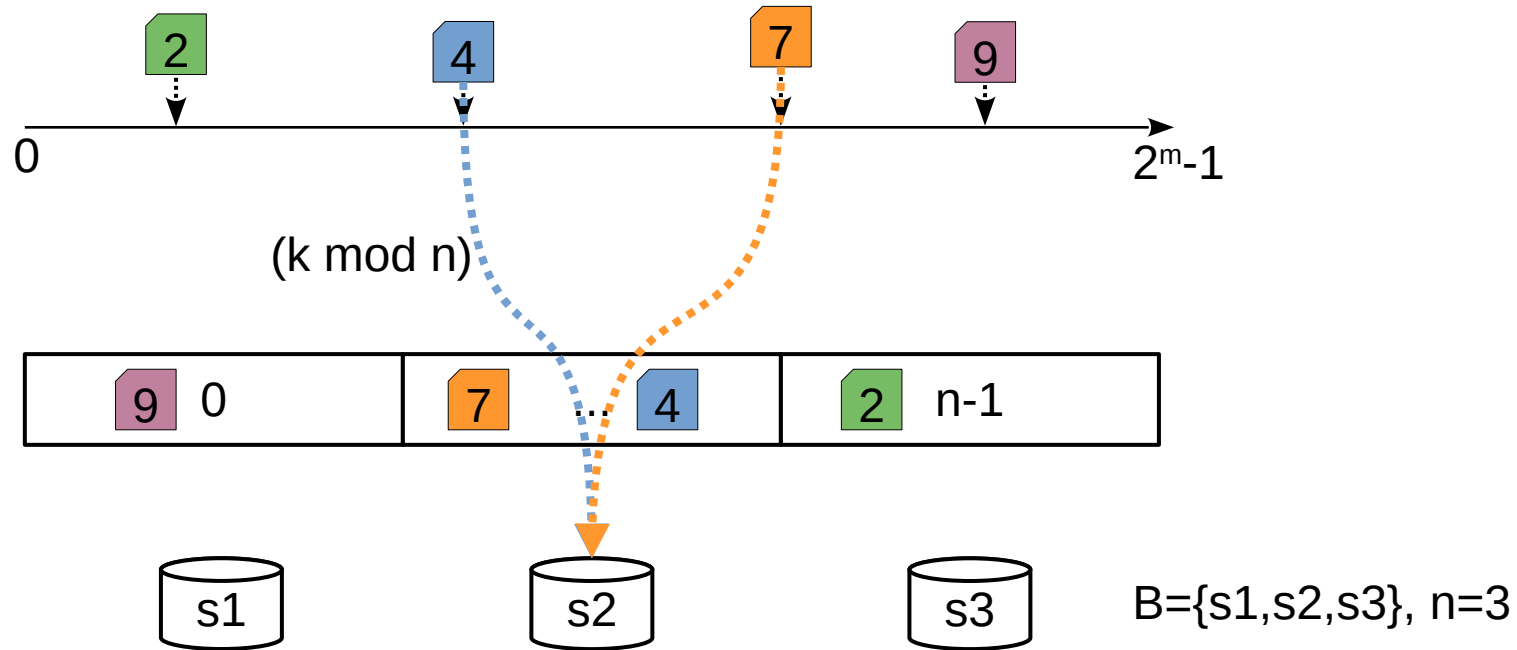 2 4 7 9
0 2ᵐ-1
(k mod n)
9 0 7 ... 4 2 n-1
s1 s2 s3 B={s1,s2,s3}, n=3